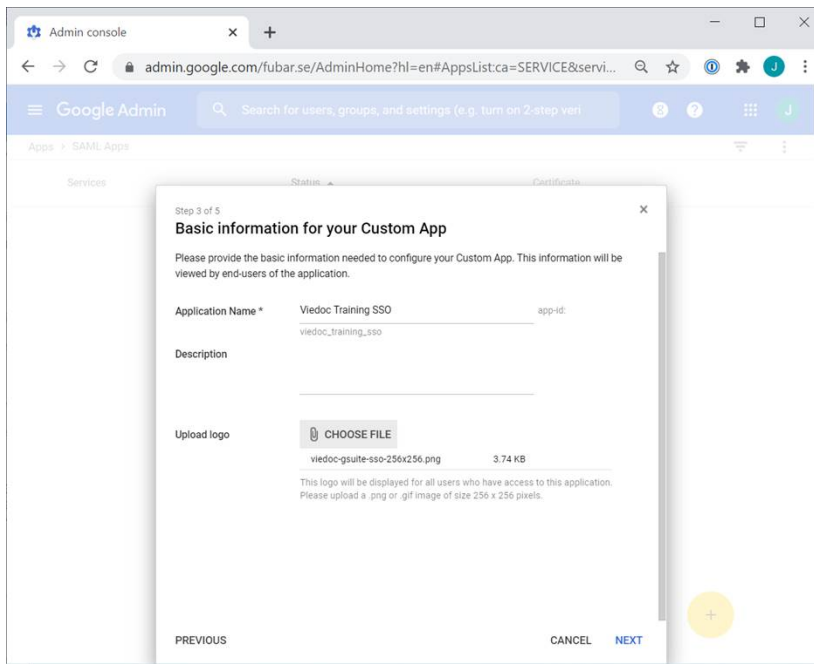 Admin console
admin.google.com/fubar.se/AdminHome?hl=en#AppsList:ca=SERVICE&servi...
J
Google Admin
Search for users, groups, and settings (e.g. turn on 2-step veri
8
?
J
Apps > SAML Apps
Services Status Certificate
Step 3 of 5
Basic information for your Custom App
Please provide the basic information needed to configure your Custom App. This information will be
viewed by end-users of the application.
Application Name * Viedoc Training SSO app-id:
viedoc_training_sso
Description
Upload logo CHOOSE FILE
viedoc-gsuite-sso-256x256.png 3.74 KB
This logo will be displayed for all users who have access to this application.
Please upload a .png or .gif image of size 256 x 256 pixels.
PREVIOUS CANCEL NEXT